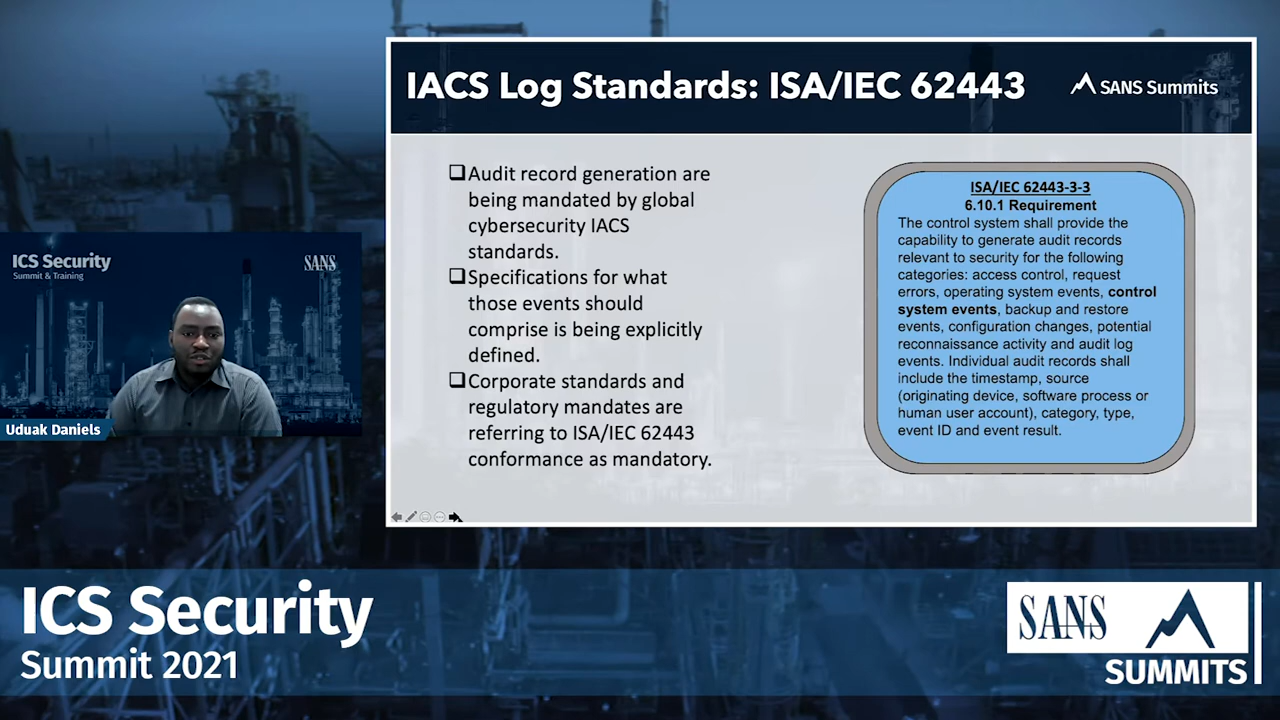 IACS Log Standards: ISA/IEC 62443
SANS Summits
❑Audit record generation are
being mandated by global
cybersecurity IACS
standards.
❑Specifications for what
those events should
comprise is being explicitly
defined.
❑Corporate standards and
regulatory mandates are
referring to ISA/IEC 62443
conformance as mandatory.
ISA/IEC 62443-3-3
6.10.1 Requirement
The control system shall provide the
capability to generate audit records
relevant to security for the following
categories: access control, request
errors, operating system events, control
system events, backup and restore
events, configuration changes, potential
reconnaissance activity and audit log
events. Individual audit records shall
include the timestamp, source
(originating device, software process or
human user account), category, type,
event ID and event result.
ICS Security
Summit & Training
SANS
Uduak Daniels
ICS Security
Summit 2021
SANS
SUMMITS